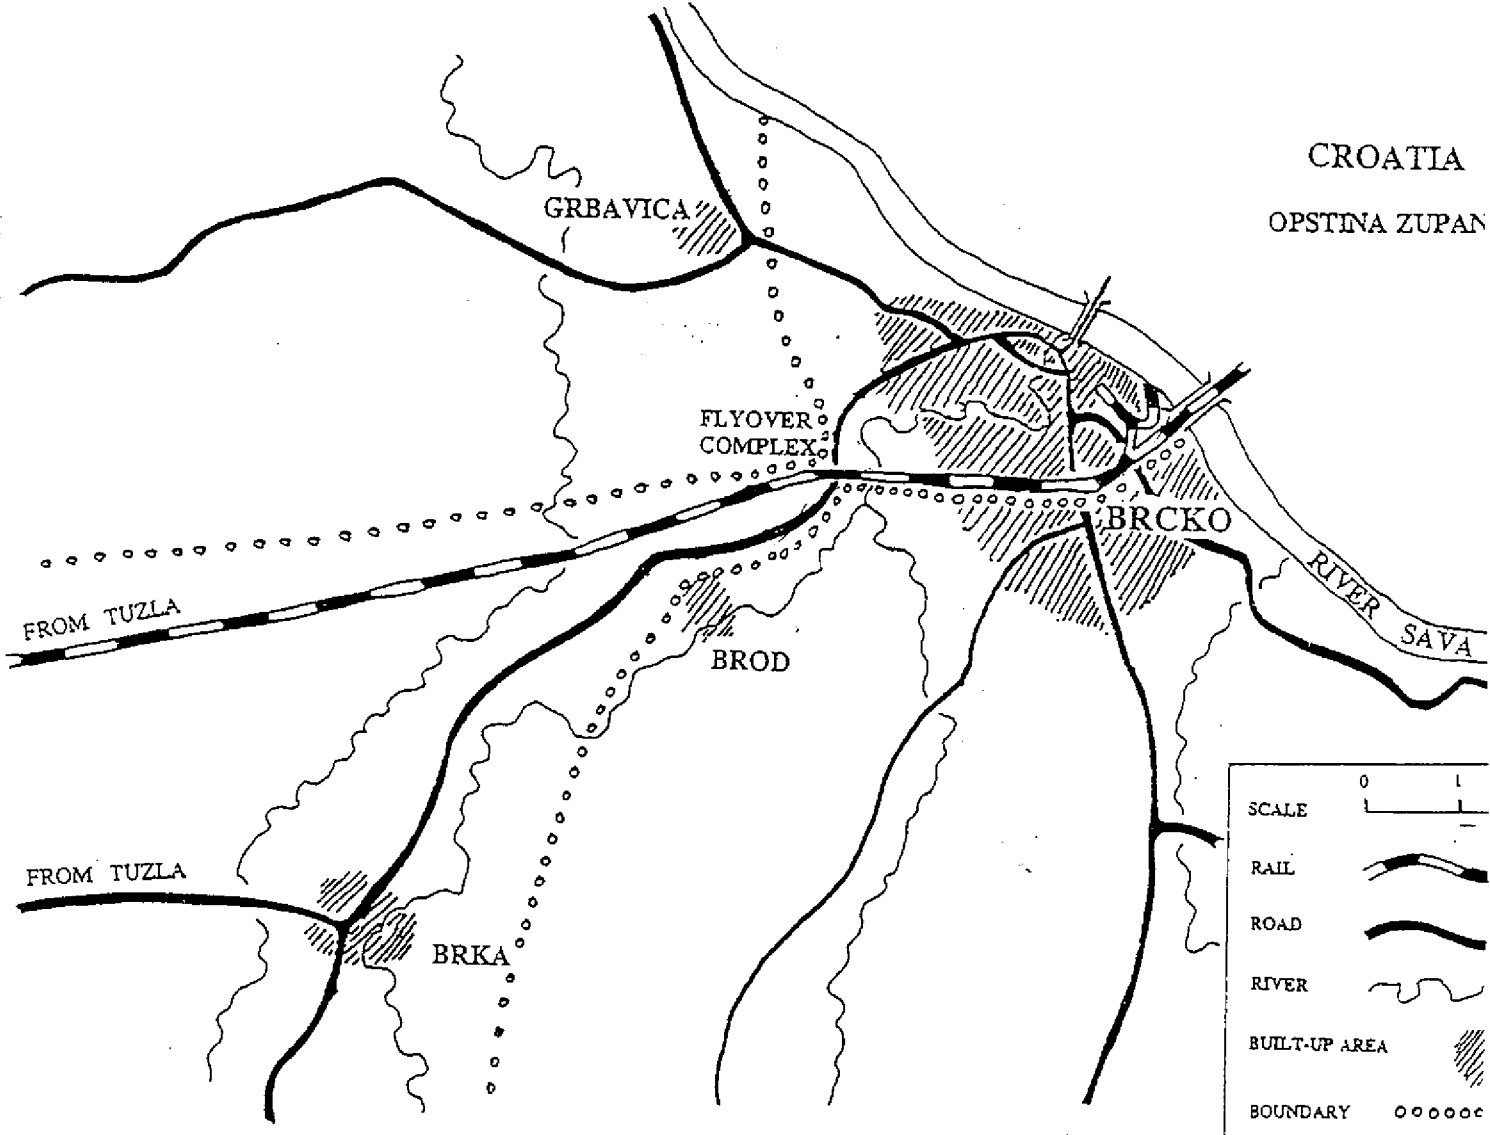 CROATIA
OPSTINA ZUPAN
GRBAVICA
FLYOVER
COMPLEX
BRCKO
RIVER SAVA
FROM TUZLA
BROD
FROM TUZLA
BRKA
0 1
SCALE
RAIL
ROAD
RIVER
BUILT-UP AREA
BOUNDARY